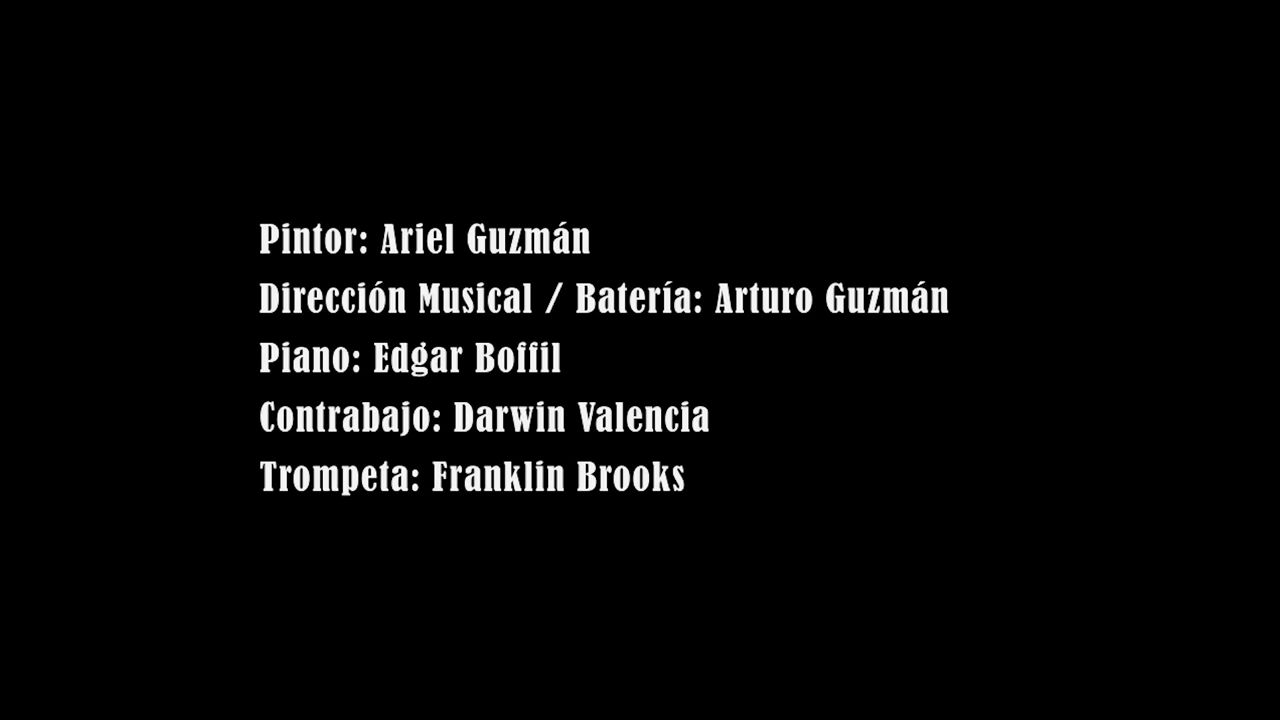 Pintor: Ariel Guzmán
Dirección Musical / Batería: Arturo Guzmán
Piano: Edgar Boffil
Contrabajo: Darwin Valencia
Trompeta: Franklin Brooks